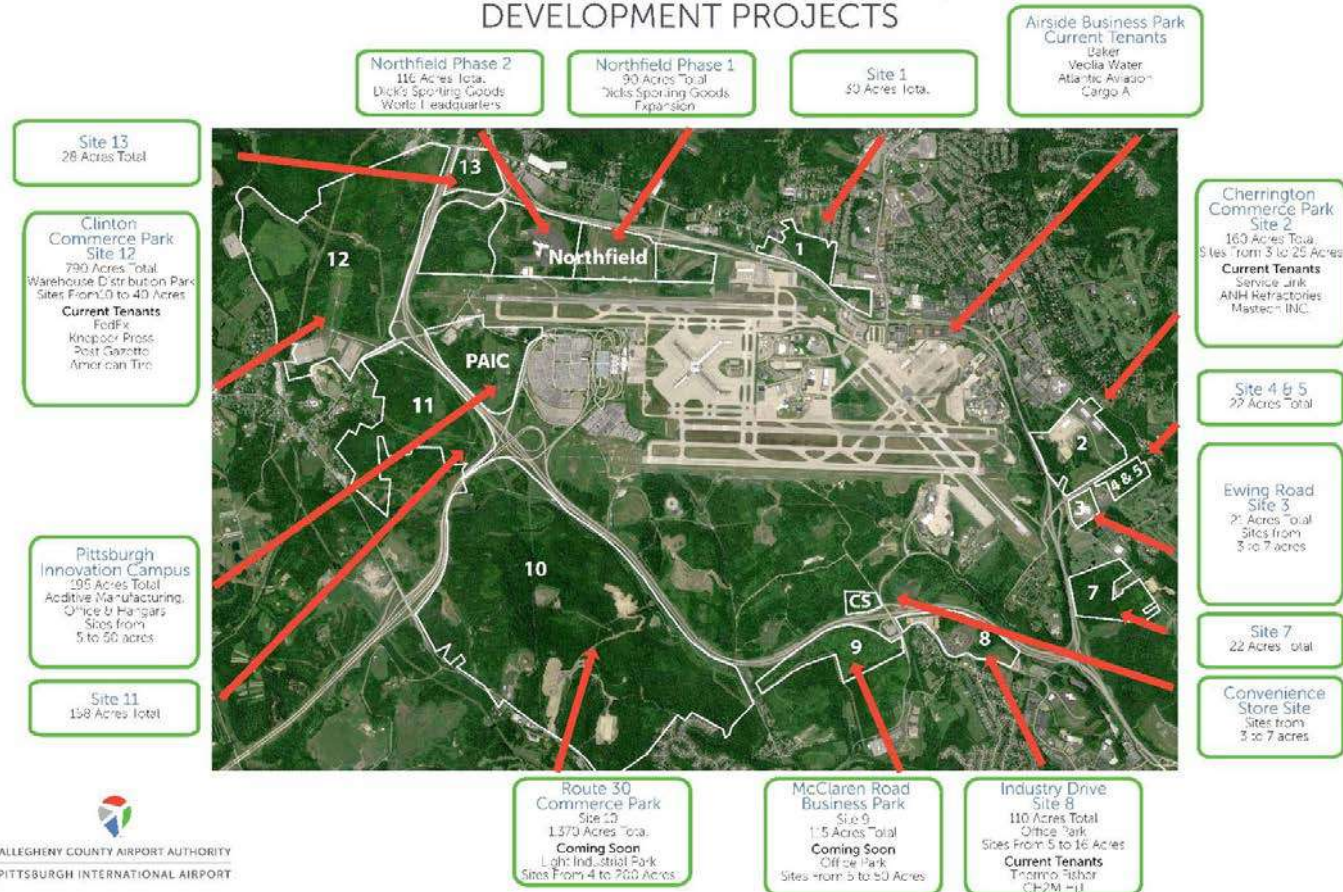 DEVELOPMENT PROJECTS
Northfield Phase 2
116 Acres Total
Dick's Sporting Goods
World Headquarters
Northfield Phase 1
90 Acres Total
Dicks Sporting Goods
Expansion
Site 1
30 Acres Total
Airside Business Park
Current Tenants
Baker
Veolia Water
Atlantic Aviation
Cargo A
Site 13
28 Acres Total
Clinton
Commerce Park
Site 12
790 Acres Total
Warehouse Distribution Park
Sites From 10 to 40 Acres
Current Tenants
FedEx
Knepper Press
Post Gazette
American Tire
Pittsburgh
Innovation Campus
195 Acres Total
Additive Manufacturing,
Office & Hangars
Sites from
5 to 50 acres
Site 11
158 Acres Total
13
12
Northfield
1
PAIC
11
2
4 & 5
3
10
7
CS
9
8
Cherrington
Commerce Park
Site 2
160 Acres Total
Sites From 3 to 25 Acres
Current Tenants
Service Link
ANH Refractories
Mastech INC.
Site 4 & 5
22 Acres Total
Ewing Road
Site 3
21 Acres Total
Sites from
3 to 7 acres
Site 7
22 Acres Total
Convenience
Store Site
Sites from
3 to 7 acres
Route 30
Commerce Park
Site 10
1,370 Acres Total
Coming Soon
Light Industrial Park
Sites From 4 to 200 Acres
McClaren Road
Business Park
Site 9
115 Acres Total
Coming Soon
Office Park
Sites From 5 to 50 Acres
Industry Drive
Site 8
110 Acres Total
Office Park
Sites From 5 to 16 Acres
Current Tenants
Thermo Fisher
CH2M Hill
ALLEGHENY COUNTY AIRPORT AUTHORITY
PITTSBURGH INTERNATIONAL AIRPORT